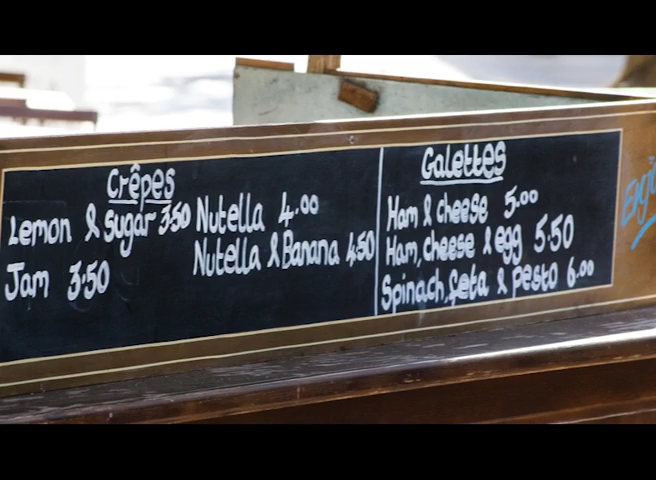 Crêpes
Lemon & Sugar 3.50
Jam 3.50
Nutella 4.00
Nutella & Banana 4.50
Galettes
Ham & cheese 5.00
Ham, cheese & egg 5.50
Spinach, feta & pesto 6.00